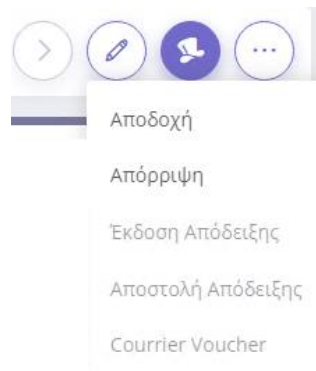 Αποδοχή
Απόρριψη
Έκδοση Απόδειξης
Αποστολή Απόδειξης
Courrier Voucher